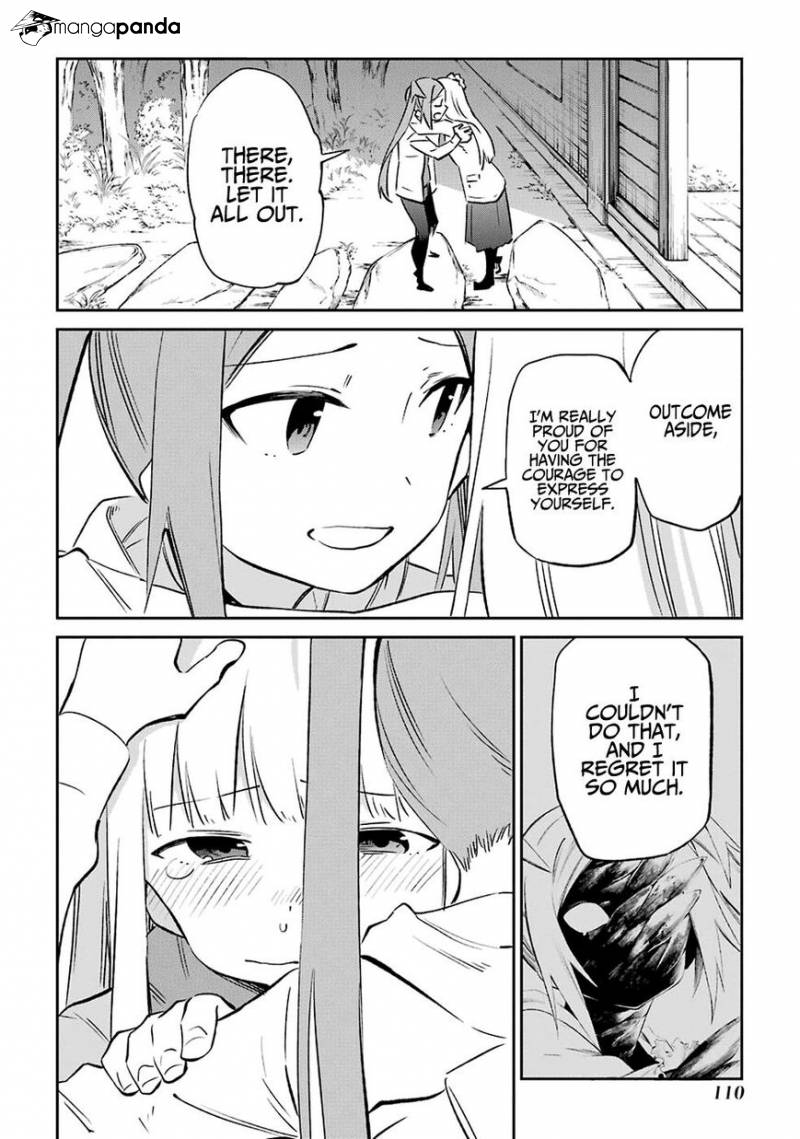 mangapanda
THERE,
THERE.
LET IT
ALL OUT.
OUTCOME
ASIDE,
I'M REALLY
PROUD OF
YOU FOR
HAVING THE
COURAGE TO
EXPRESS
YOURSELF.
I
COULDN'T
DO THAT,
AND I
REGRET IT
SO MUCH.
110